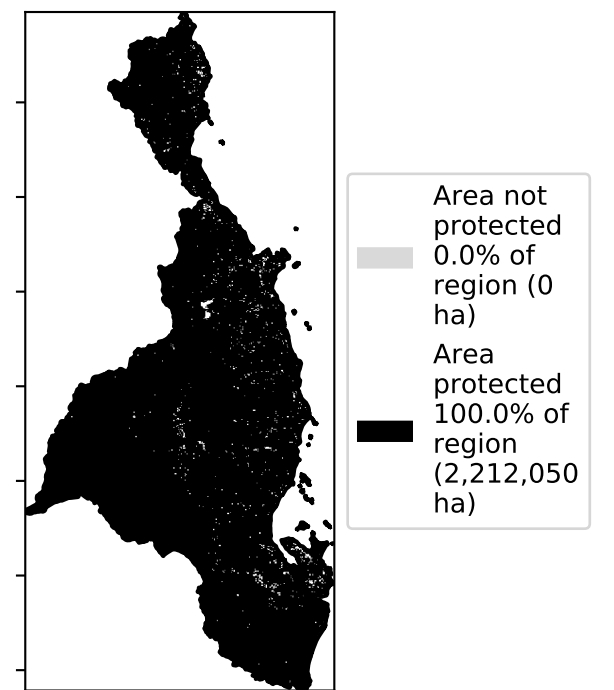 Area not
protected
0.0% of
region (0
ha)
Area
protected
100.0% of
region
(2,212,050
ha)